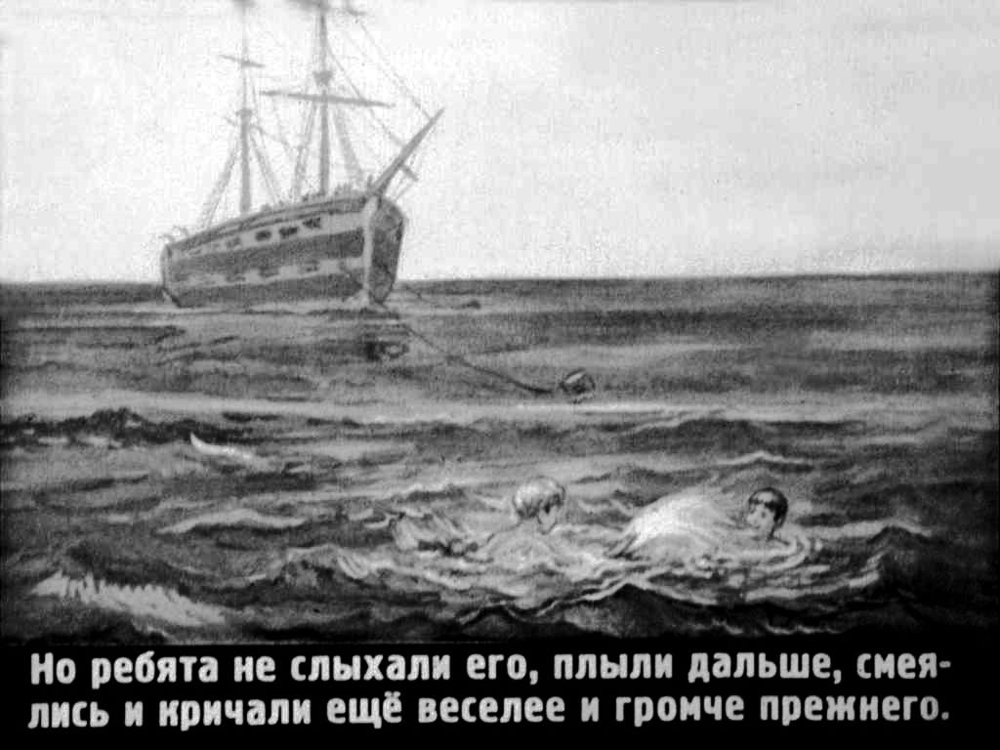 Но ребята не слыхали его, плыли дальше, смея-
лись и кричали ещё веселее и громче прежнего.